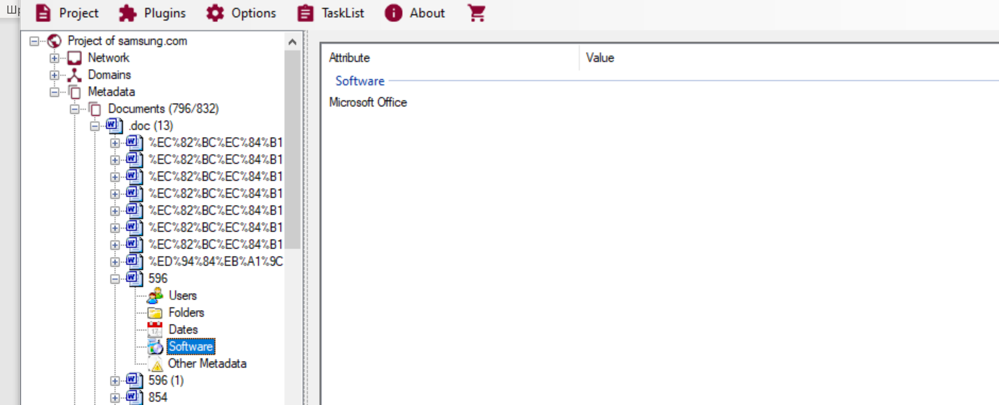 Project Plugins Options TaskList About
Project of samsung.com
Network
Domains
Metadata
Documents (796/832)
.doc (13)
%EC%82%BC%EC%84%B1
%EC%82%BC%EC%84%B1
%EC%82%BC%EC%84%B1
%EC%82%BC%EC%84%B1
%EC%82%BC%EC%84%B1
%EC%82%BC%EC%84%B1
%EC%82%BC%EC%84%B1
%ED%94%84%EB%A1%9C
596
Users
Folders
Dates
Software
Other Metadata
596 (1)
854
Attribute Value
Software
Microsoft Office